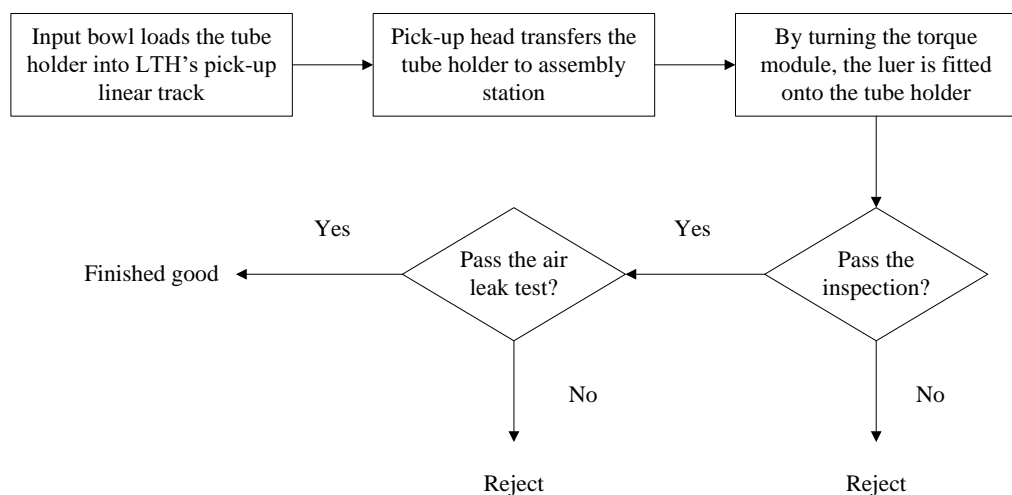 Input bowl loads the tube
holder into LTH's pick-up
linear track
Pick-up head transfers the
tube holder to assembly
station
By turning the torque
module, the luer is fitted
onto the tube holder
Pass the
inspection?
Yes
No
Reject
Pass the air
leak test?
Yes
Finished good
No
Reject